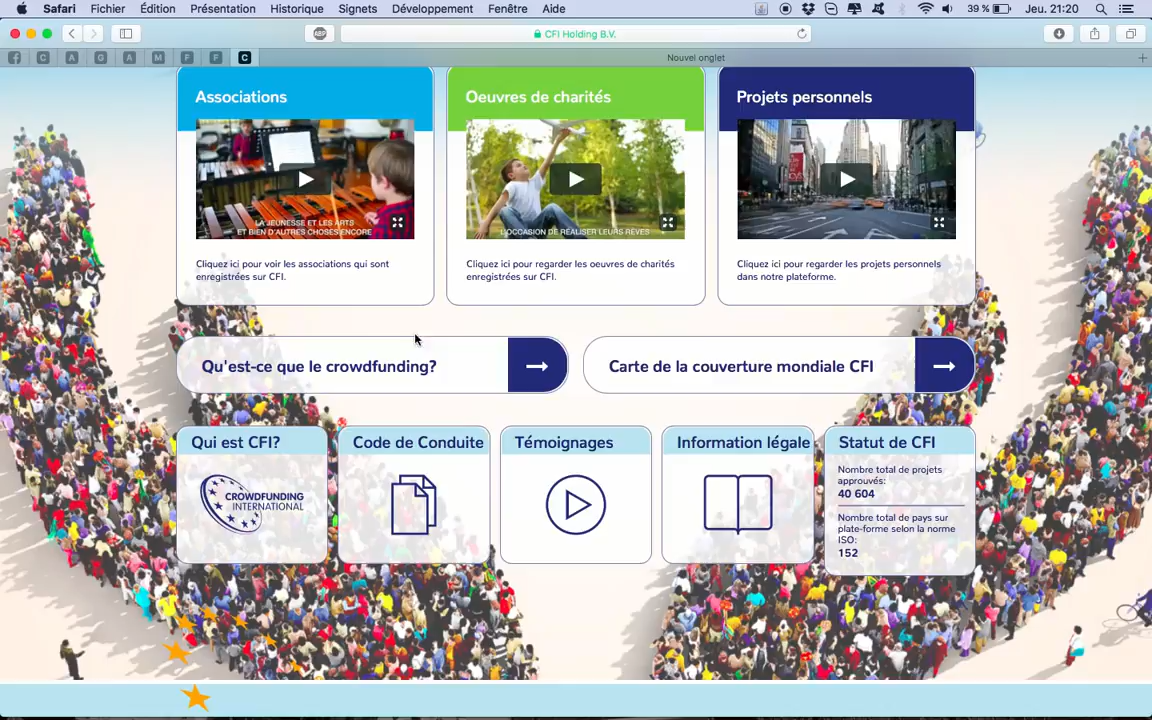 Safari Fichier Édition Présentation Historique Signets Développement Fenêtre Aide 39 % Jeu. 21:20
ABP CFI Holding B.V.
C A G A M F F C Nouvel onglet
Associations
LA JEUNESSE ET LES ARTS
ET BIEN D'AUTRES CHOSES ENCORE
Cliquez ici pour voir les associations qui sont
enregistrées sur CFI.
Oeuvres de charités
L'OCCASION DE RÉALISER LEURS RÊVES
Cliquez ici pour regarder les oeuvres de charités
enregistrées sur CFI.
Projets personnels
Cliquez ici pour regarder les projets personnels
dans notre plateforme.
Qu'est-ce que le crowdfunding?
Carte de la couverture mondiale CFI
Qui est CFI?
CROWDFUNDING
INTERNATIONAL
Code de Conduite
Témoignages
Information légale
Statut de CFI
Nombre total de projets
approuvés:
40 604
Nombre total de pays sur
plate-forme selon la norme
ISO:
152